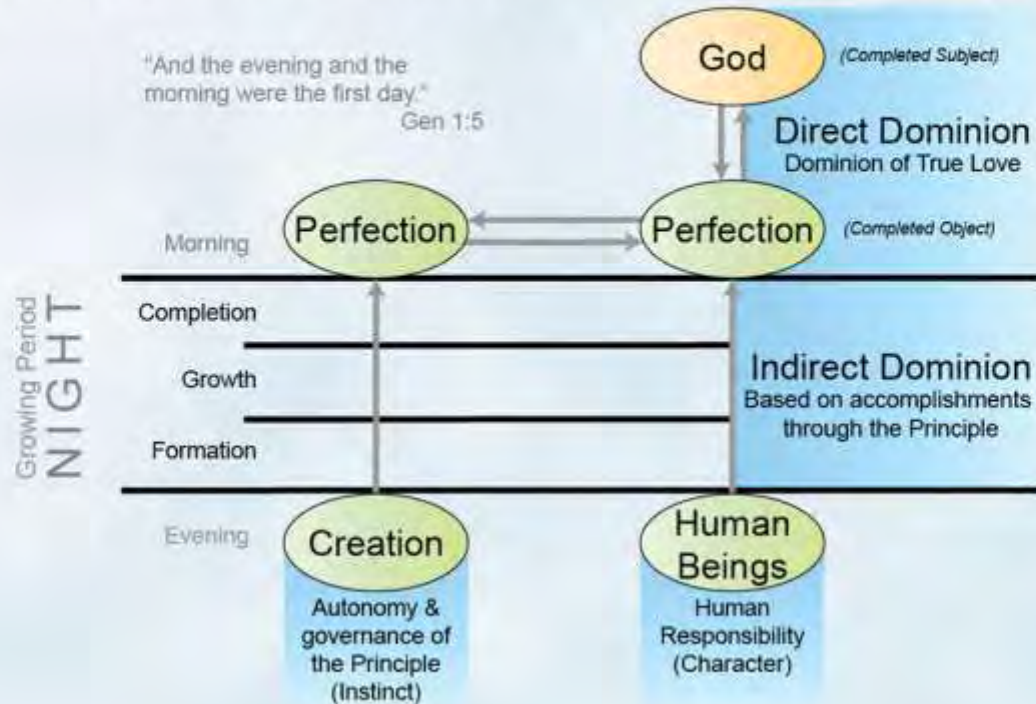 "And the evening and the
morning were the first day."
Gen 1:5
God
(Completed Subject)
Direct Dominion
Dominion of True Love
Morning
Perfection
Perfection
(Completed Object)
Growing Period
NIGHT
Completion
Growth
Formation
Indirect Dominion
Based on accomplishments
through the Principle
Evening
Creation
Human
Beings
Autonomy &
governance of
the Principle
(Instinct)
Human
Responsibility
(Character)